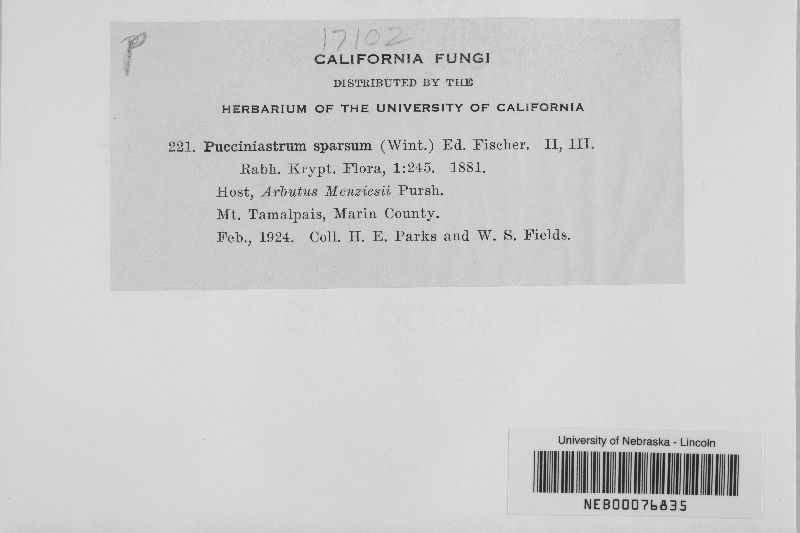 P
17102
CALIFORNIA FUNGI
DISTRIBUTED BY THE
HERBARIUM OF THE UNIVERSITY OF CALIFORNIA
221. Pucciniastrum sparsum (Wint.) Ed. Fischer. II, III.
Rabh. Krypt. Flora, 1:245. 1881.
Host, Arbutus Menziesii Pursh.
Mt. Tamalpais, Marin County.
Feb., 1924. Coll. H. E. Parks and W. S. Fields.
University of Nebraska - Lincoln
NEB00076835